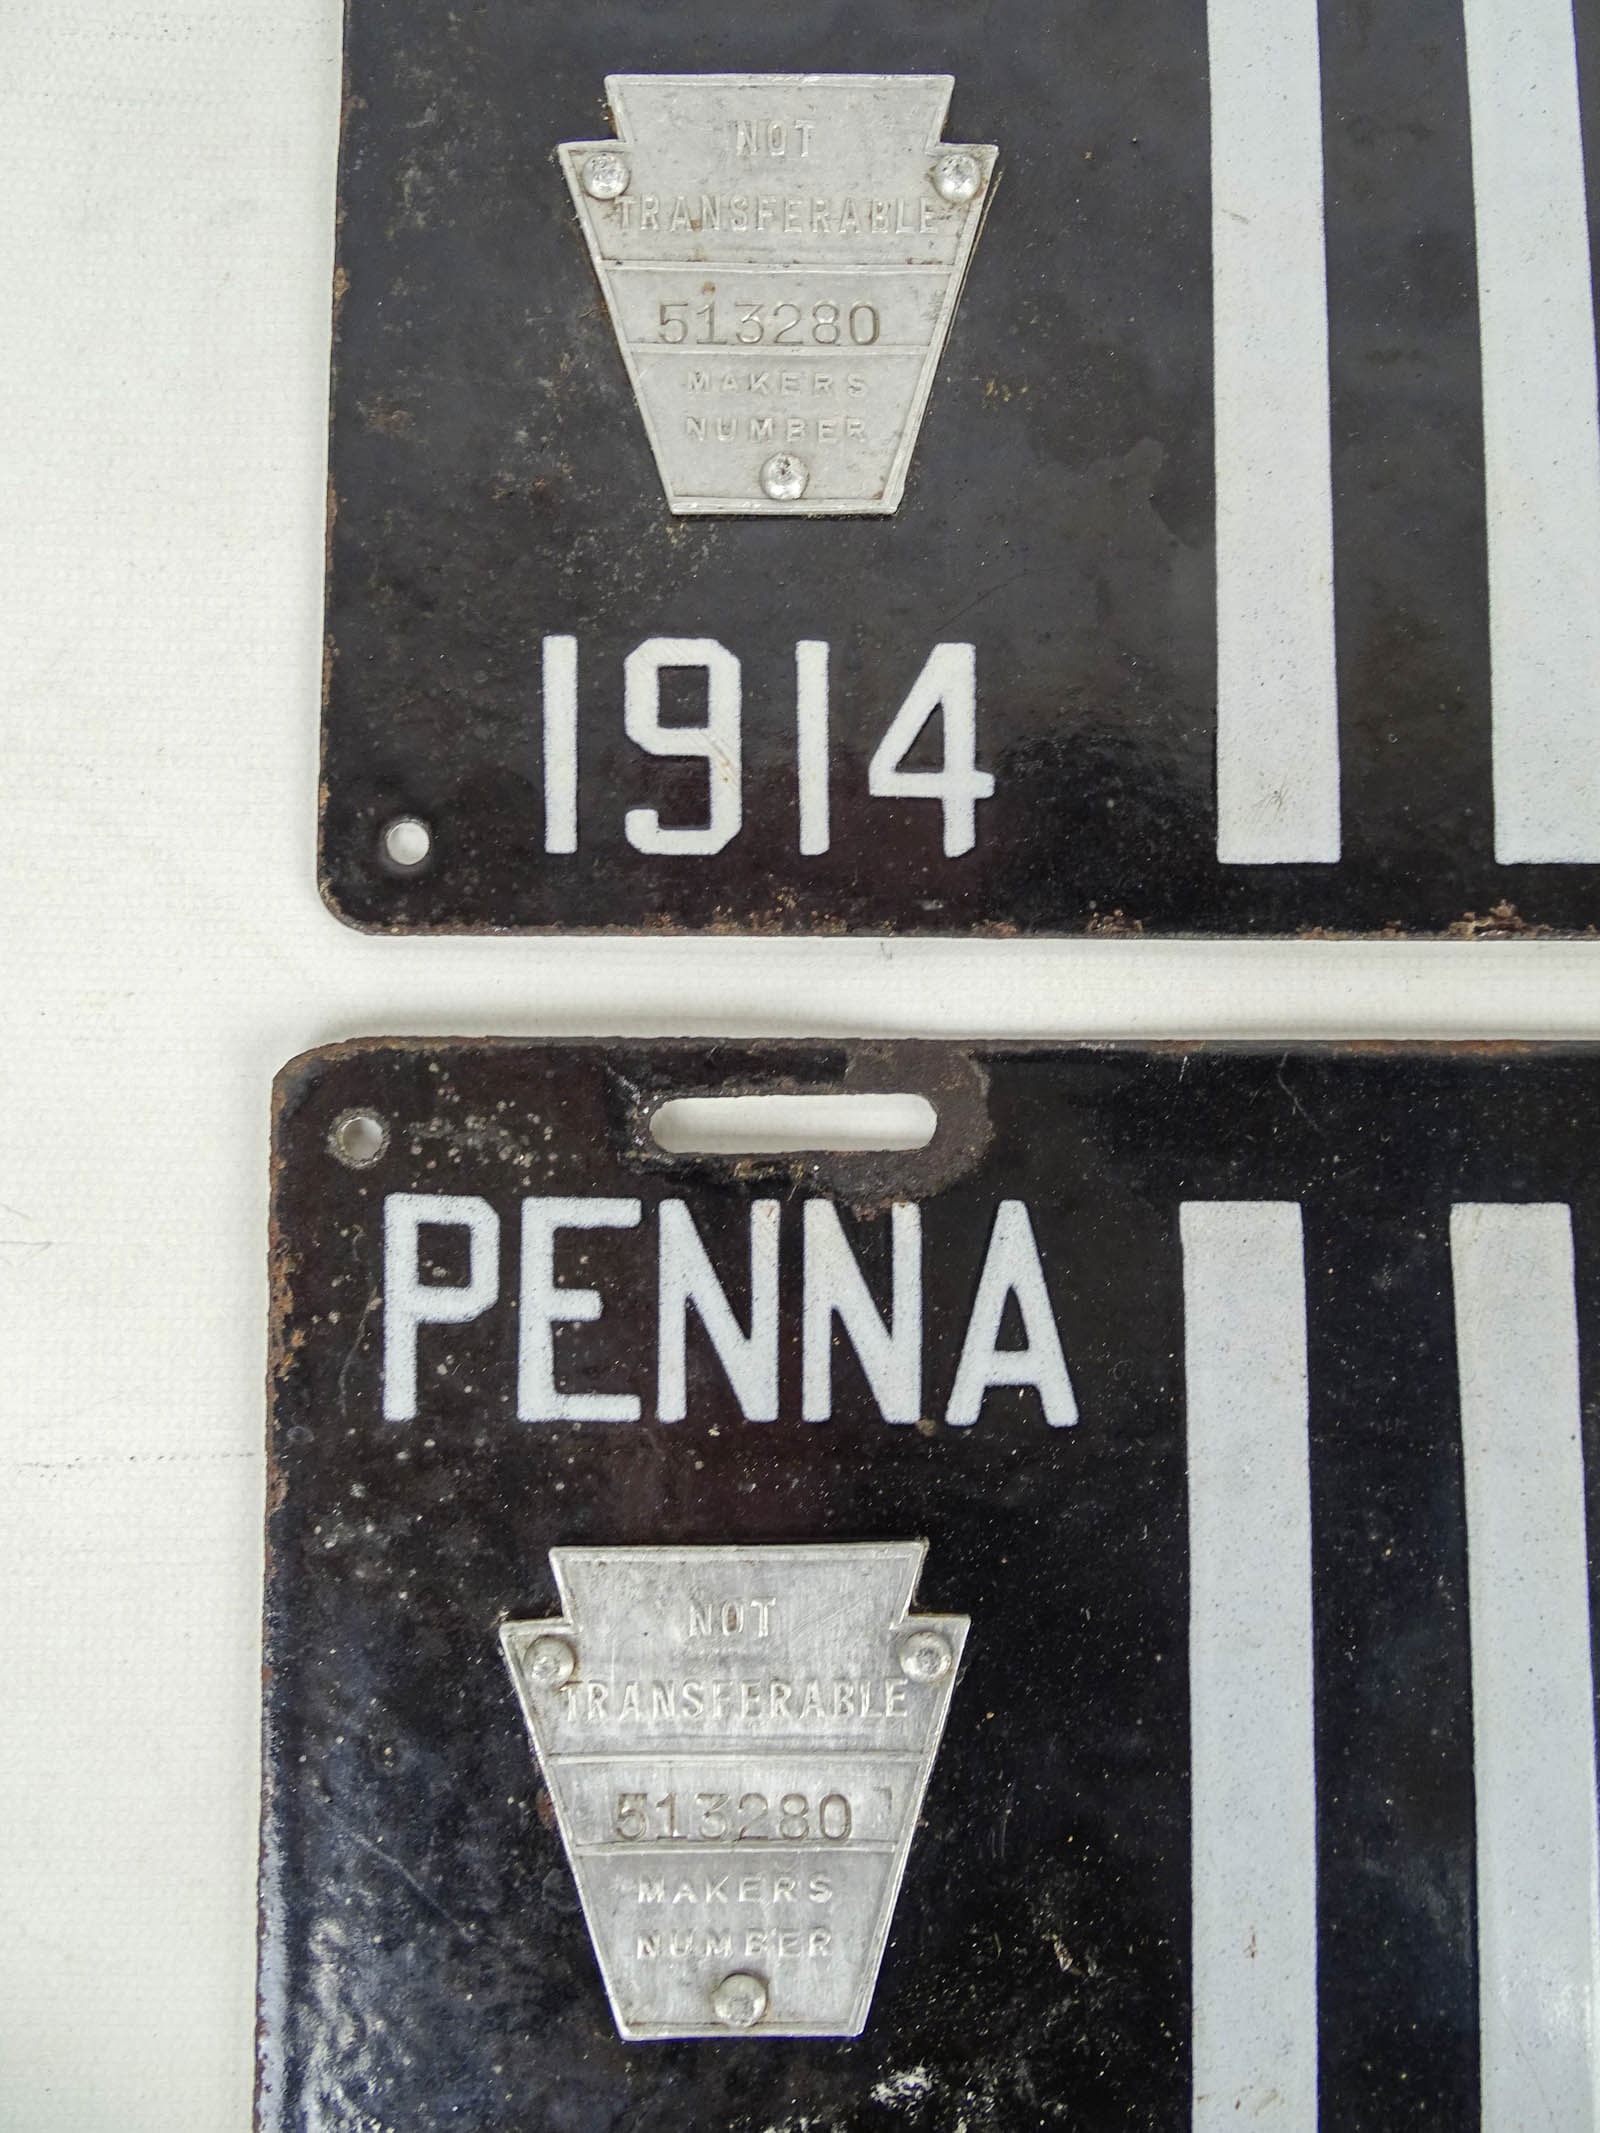 NOT
TRANSFERABLE
513280
MAKERS
NUMBER
1914
PENNA
NOT
TRANSFERABLE
513280
MAKERS
NUMBER